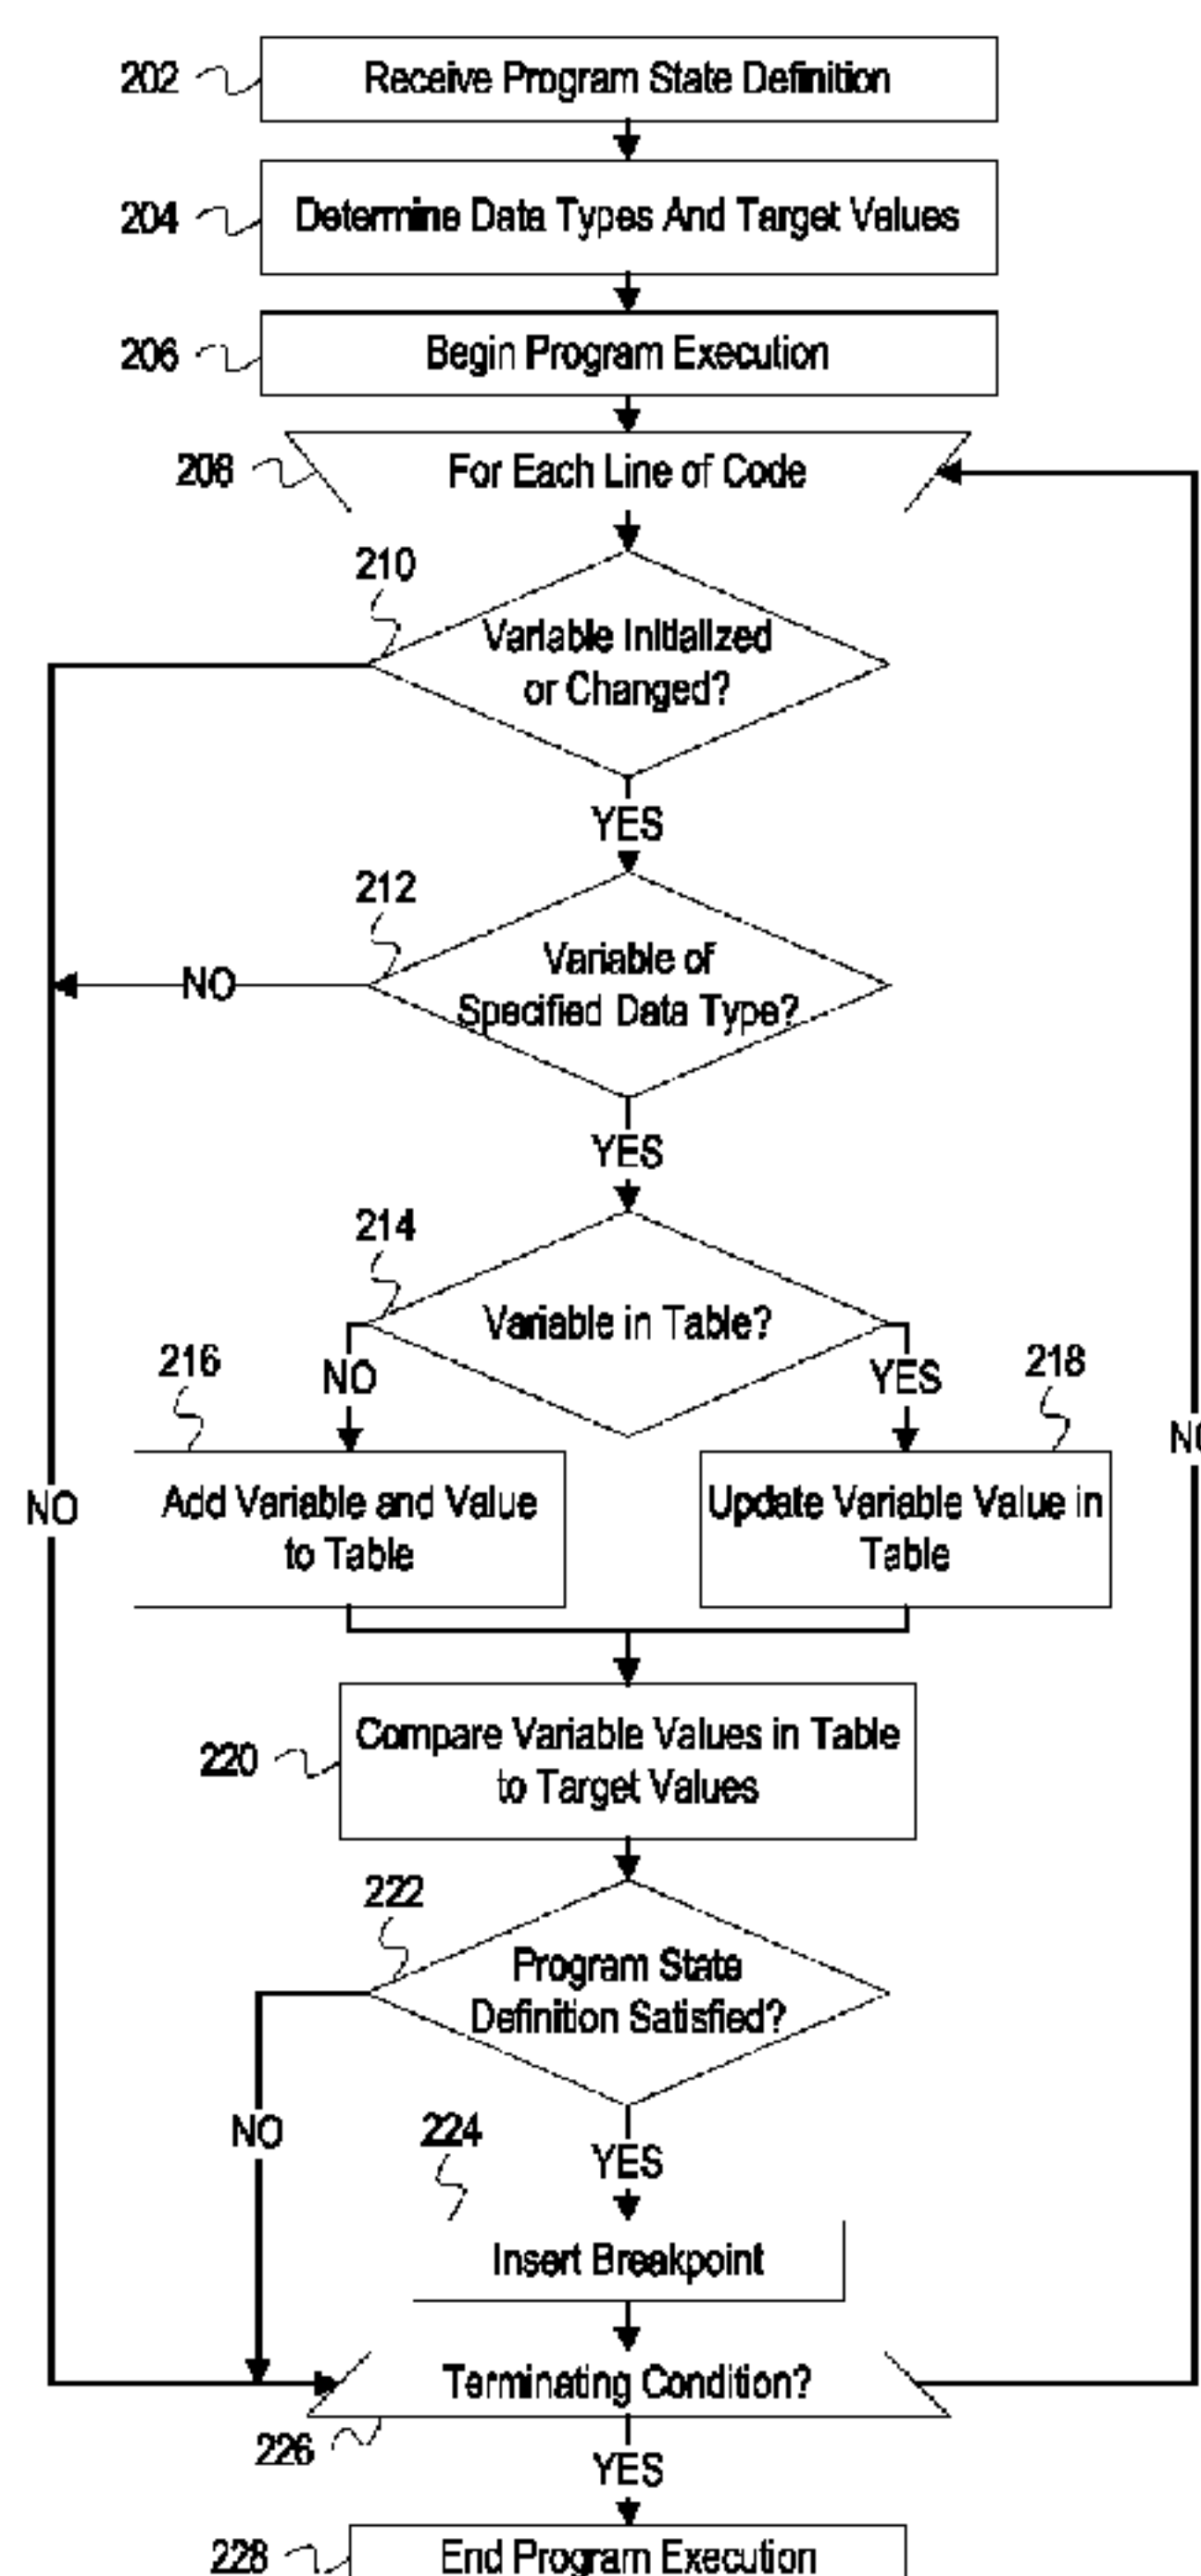 202
Receive Program State Definition
204
Determine Data Types And Target Values
206
Begin Program Execution
208
For Each Line of Code
210
Variable Initialized
or Changed?
YES
212
Variable of
Specified Data Type?
NO
YES
214
Variable in Table?
NO
YES
216
218
Add Variable and Value
to Table
Update Variable Value in
Table
NO
NO
220
Compare Variable Values in Table
to Target Values
222
Program State
Definition Satisfied?
NO
YES
224
Insert Breakpoint
Terminating Condition?
226
YES
228
End Program Execution